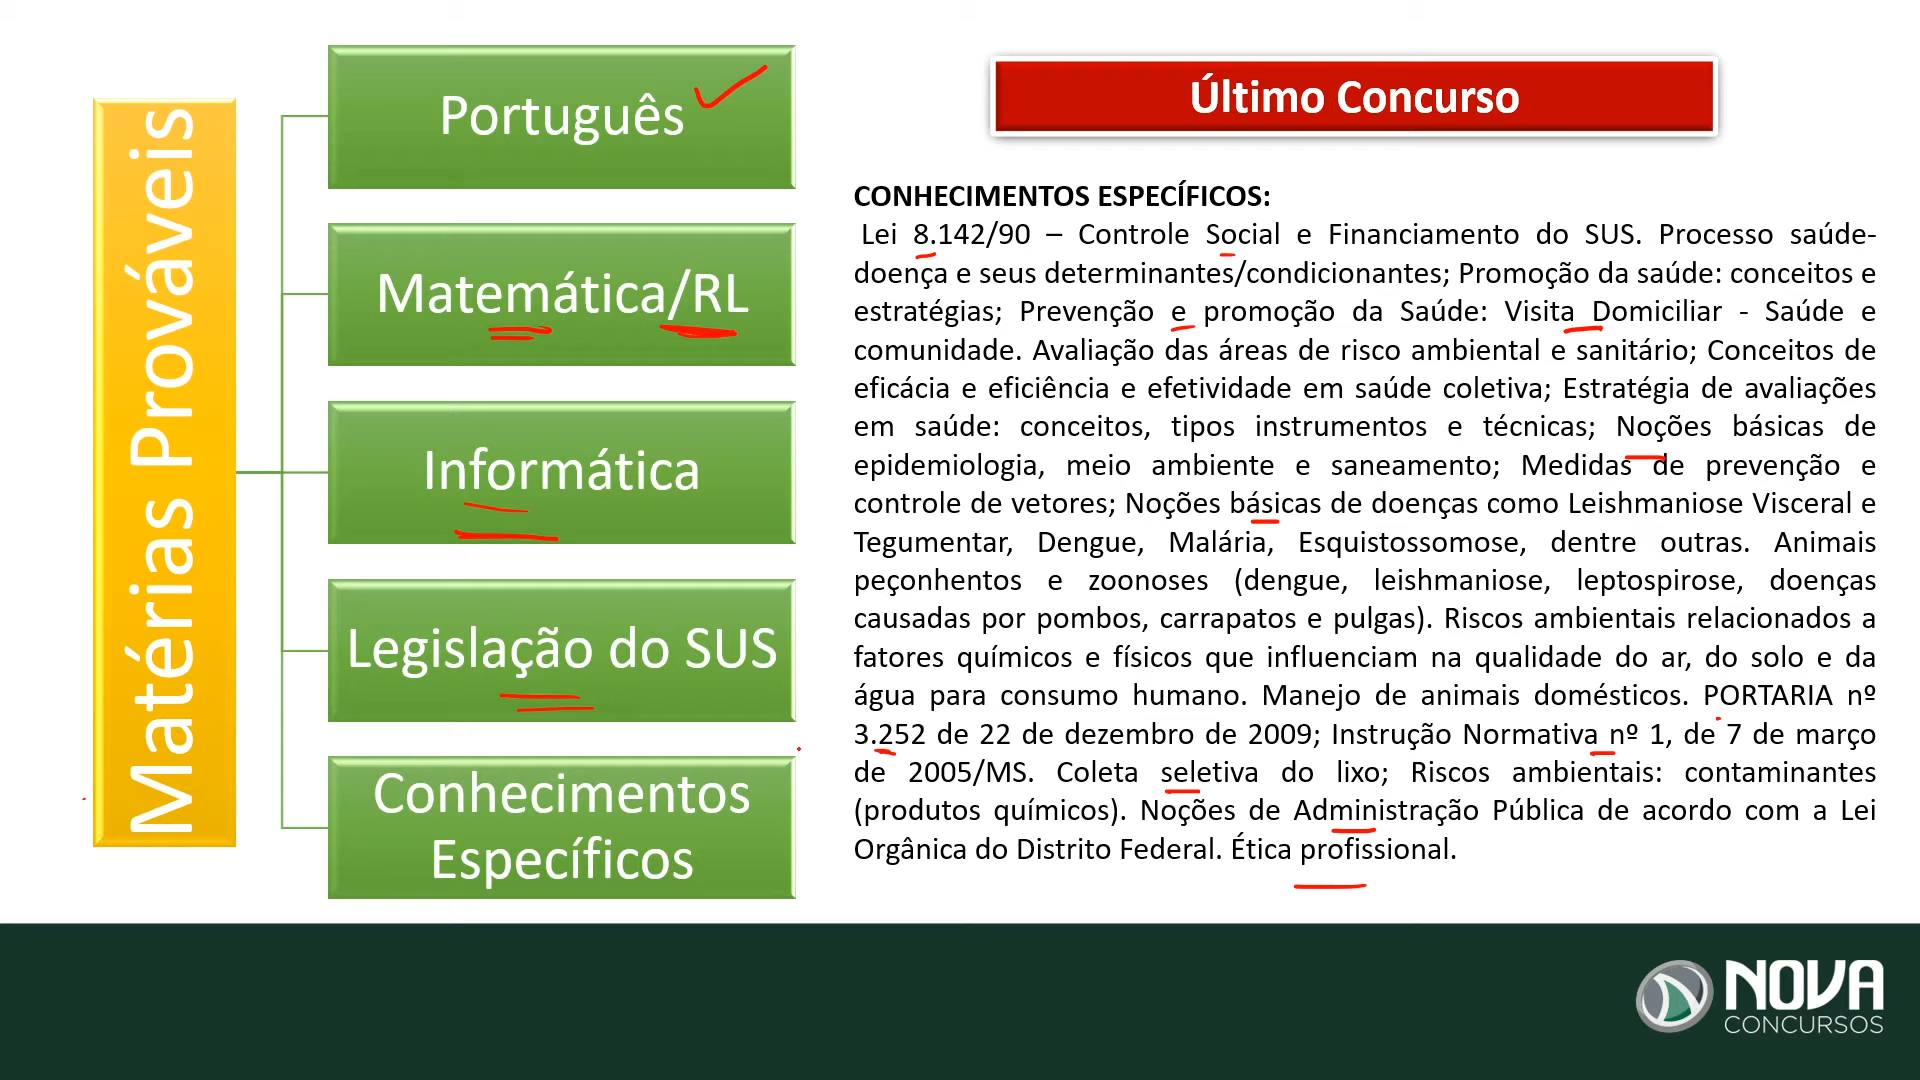 Matérias Prováveis
Português
Matemática/RL
Informática
Legislação do SUS
Conhecimentos
Específicos
Último Concurso
CONHECIMENTOS ESPECÍFICOS:
Lei 8.142/90 – Controle Social e Financiamento do SUS. Processo saúde-
doença e seus determinantes/condicionantes; Promoção da saúde: conceitos e
estratégias; Prevenção e promoção da Saúde: Visita Domiciliar - Saúde e
comunidade. Avaliação das áreas de risco ambiental e sanitário; Conceitos de
eficácia e eficiência e efetividade em saúde coletiva; Estratégia de avaliações
em saúde: conceitos, tipos instrumentos e técnicas; Noções básicas de
epidemiologia, meio ambiente e saneamento; Medidas de prevenção e
controle de vetores; Noções básicas de doenças como Leishmaniose Visceral e
Tegumentar, Dengue, Malária, Esquistossomose, dentre outras. Animais
peçonhentos e zoonoses (dengue, leishmaniose, leptospirose, doenças
causadas por pombos, carrapatos e pulgas). Riscos ambientais relacionados a
fatores químicos e físicos que influenciam na qualidade do ar, do solo e da
água para consumo humano. Manejo de animais domésticos. PORTARIA nº
3.252 de 22 de dezembro de 2009; Instrução Normativa nº 1, de 7 de março
de 2005/MS. Coleta seletiva do lixo; Riscos ambientais: contaminantes
(produtos químicos). Noções de Administração Pública de acordo com a Lei
Orgânica do Distrito Federal. Ética profissional.
NOVA
CONCURSOS